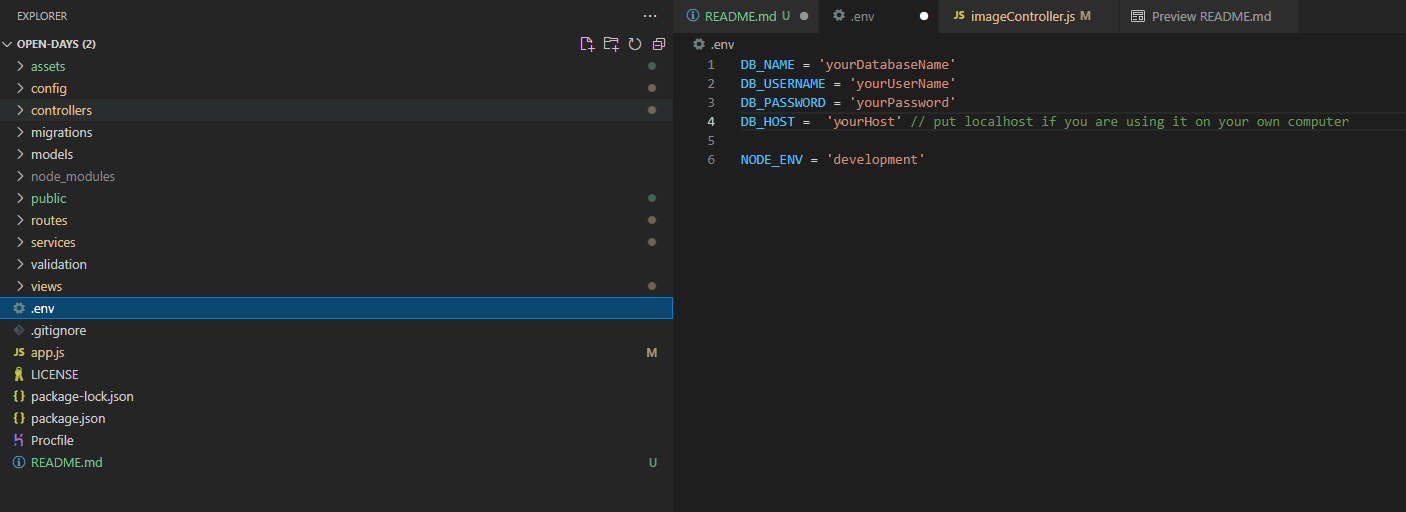 EXPLORER
OPEN-DAYS (2)
assets
config
controllers
migrations
models
node_modules
public
routes
services
validation
views
.env
.gitignore
JS app.js M
LICENSE
{} package-lock.json
{} package.json
Procfile
README.md U
README.md U
.env
JS imageController.js M
Preview README.md
.env
1 DB_NAME = 'yourDatabaseName'
2 DB_USERNAME = 'yourUserName'
3 DB_PASSWORD = 'yourPassword'
4 DB_HOST =  'yourHost' // put localhost if you are using it on your own computer
5
6 NODE_ENV = 'development'